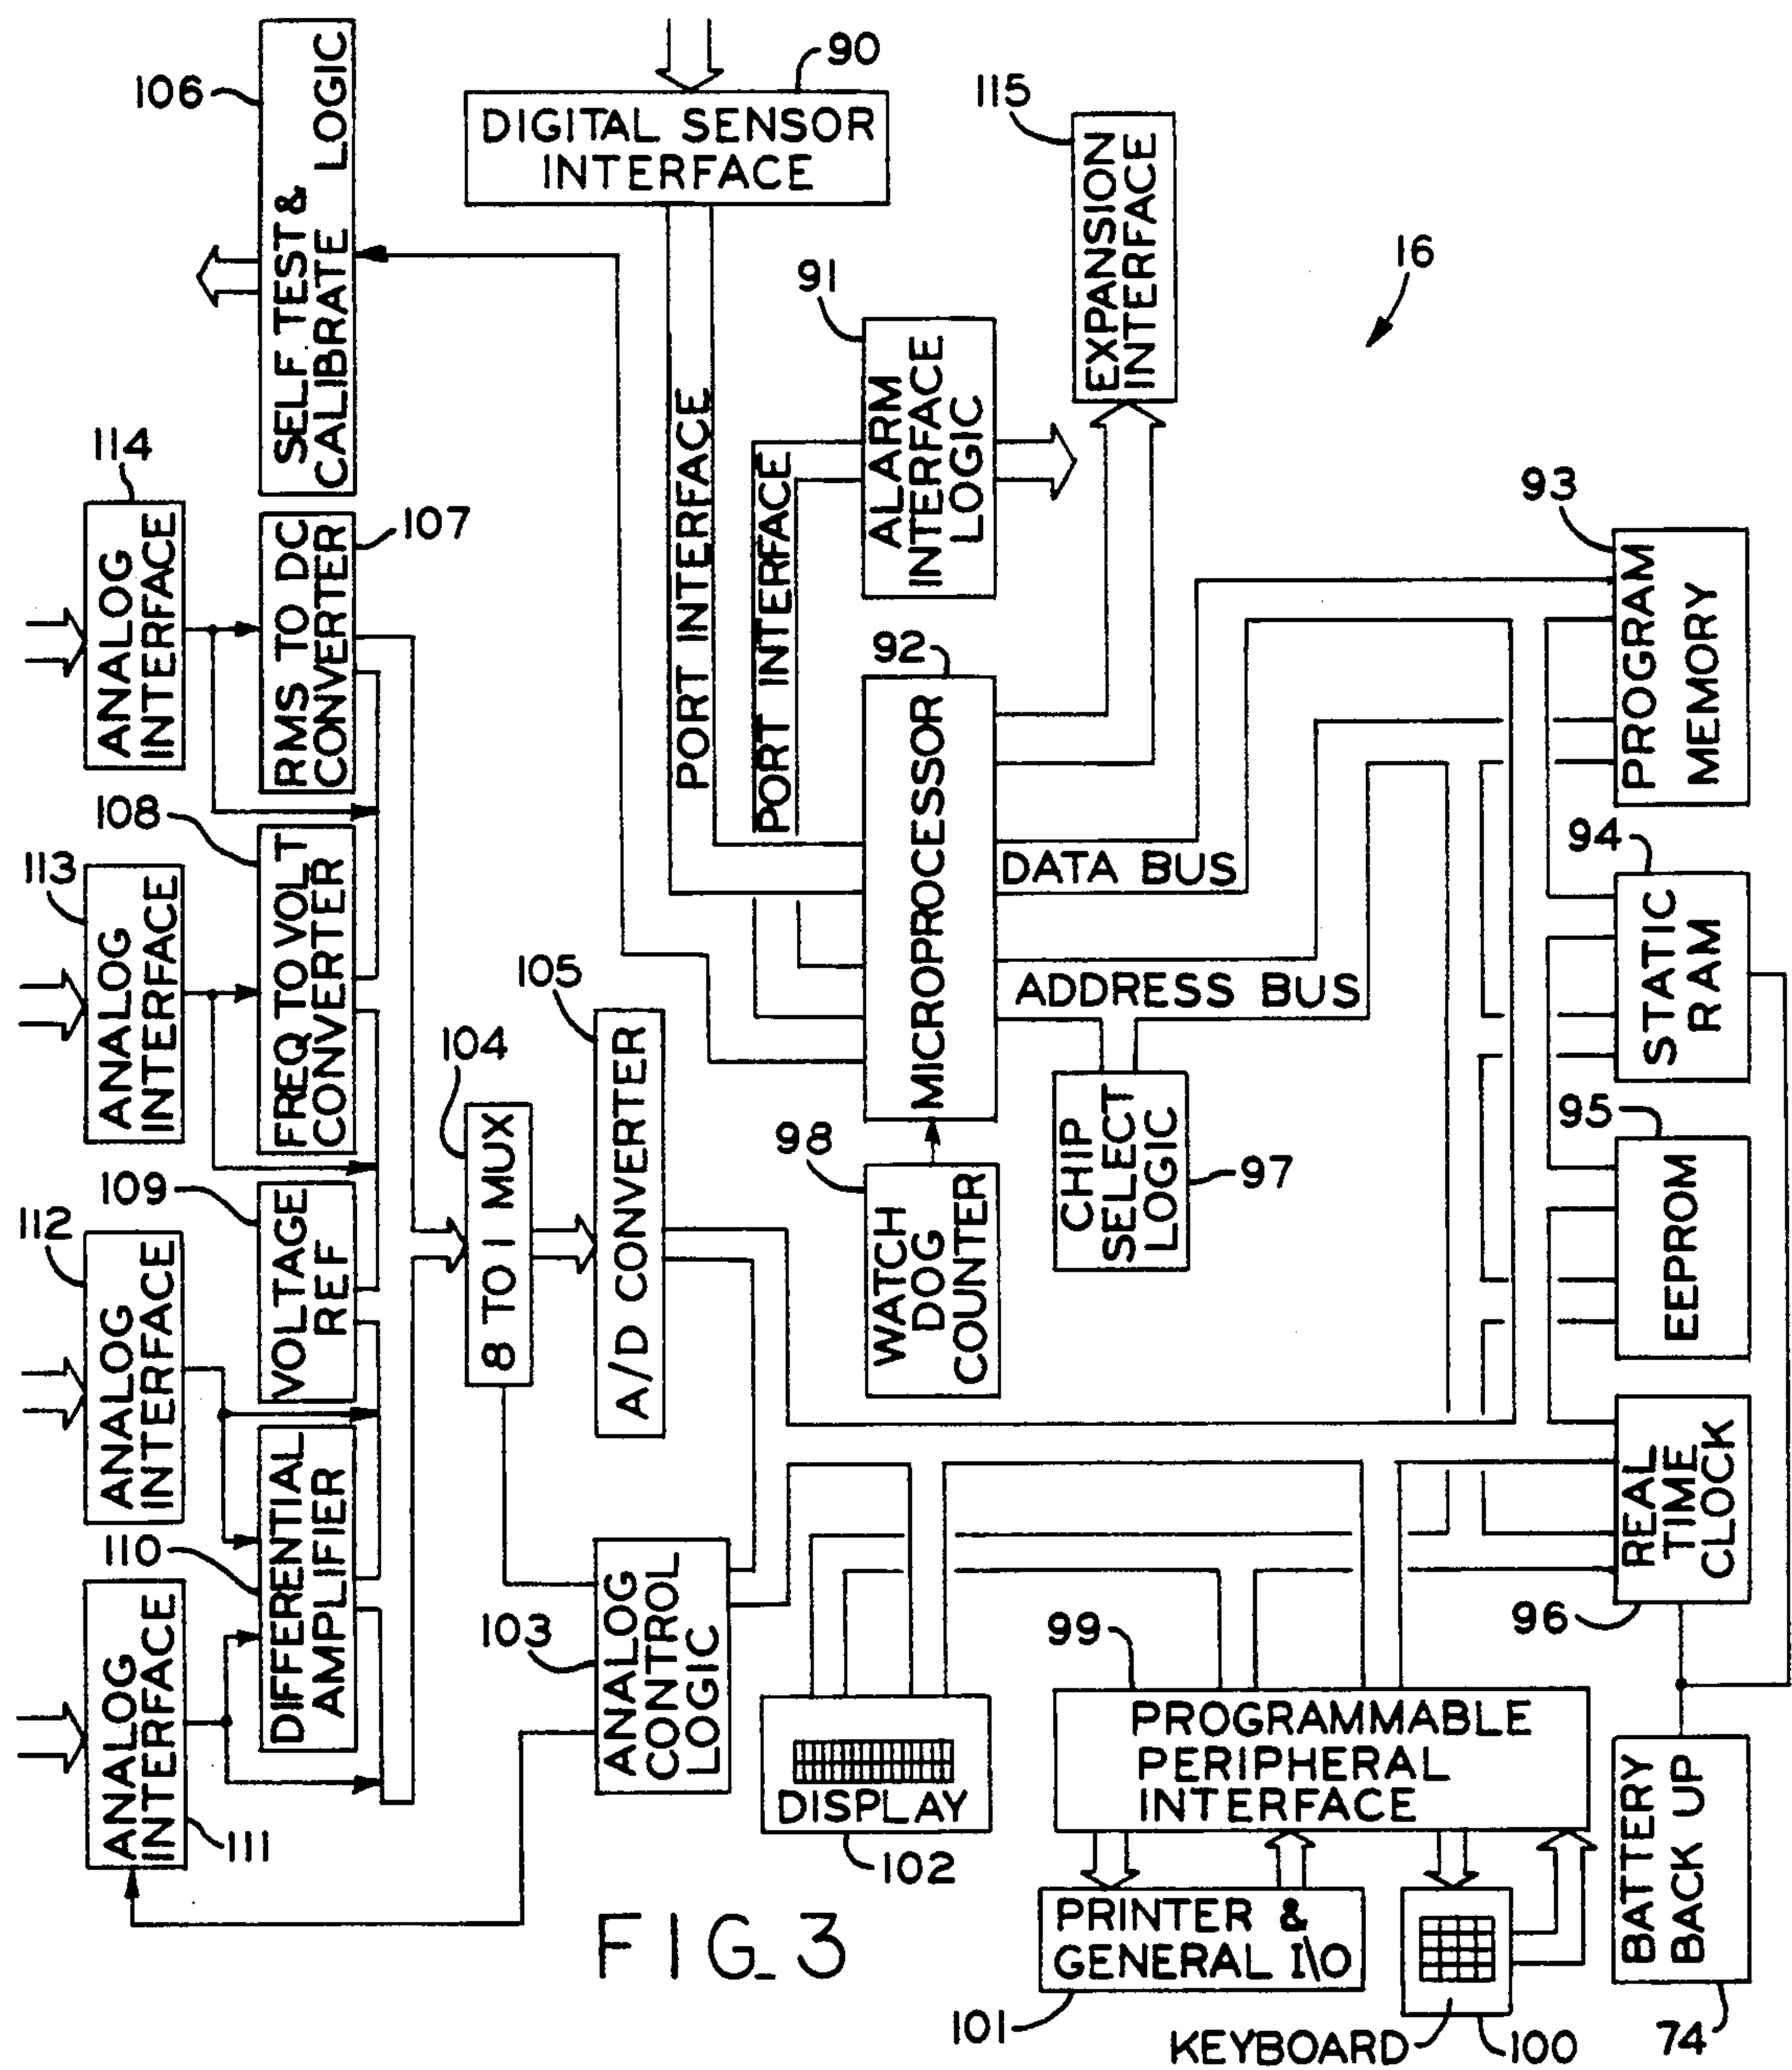 106
SELF TEST &
CALIBRATE LOGIC
90
DIGITAL SENSOR
INTERFACE
115
EXPANSION
INTERFACE
16
91
ALARM
INTERFACE
LOGIC
PORT INTERFACE
PORT INTERFACE
114
ANALOG
INTERFACE
107
RMS TO DC
CONVERTER
92
MICROPROCESSOR
93
PROGRAM
MEMORY
108
FREQ TO VOLT
CONVERTER
113
ANALOG
INTERFACE
DATA BUS
ADDRESS BUS
94
STATIC
RAM
105
A/D CONVERTER
104
8 TO 1 MUX
98
WATCH
DOG
COUNTER
CHIP
SELECT
LOGIC
97
95
EEPROM
109
VOLTAGE
REF
112
ANALOG
INTERFACE
110
DIFFERENTIAL
AMPLIFIER
103
ANALOG
CONTROL
LOGIC
REAL
TIME
CLOCK
96
99
PROGRAMMABLE
PERIPHERAL
INTERFACE
ANALOG
INTERFACE
111
DISPLAY
102
PRINTER &
GENERAL I\O
101
KEYBOARD
100
BATTERY
BACK UP
74
FIG_3